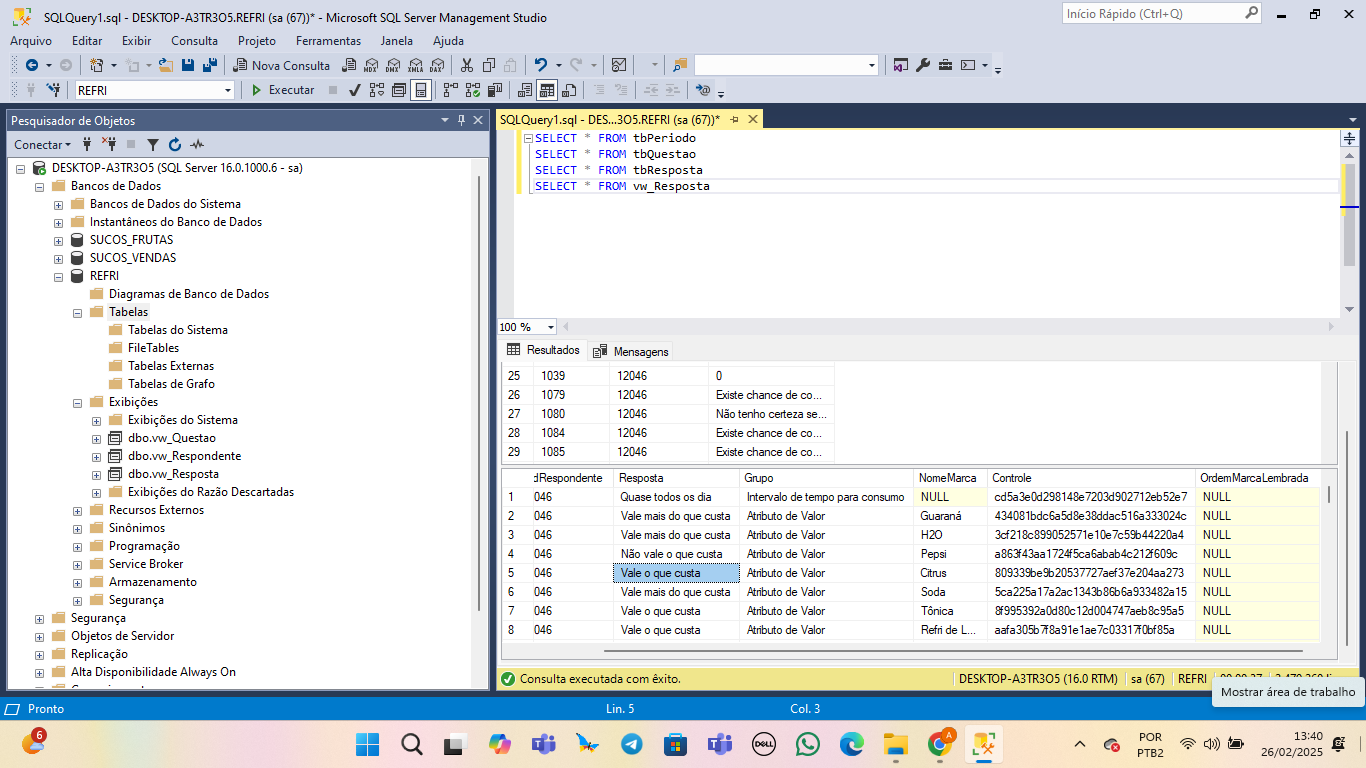 SQLQuery1.sql - DESKTOP-A3TR3O5.REFRI (sa (67))* - Microsoft SQL Server Management Studio
Início Rápido (Ctrl+Q)
Arquivo Editar Exibir Consulta Projeto Ferramentas Janela Ajuda
Nova Consulta MDX DMX XMLA DAX
REFRI Executar
Pesquisador de Objetos
Conectar
DESKTOP-A3TR3O5 (SQL Server 16.0.1000.6 - sa)
Bancos de Dados
Bancos de Dados do Sistema
Instantâneos do Banco de Dados
SUCOS_FRUTAS
SUCOS_VENDAS
REFRI
Diagramas de Banco de Dados
Tabelas
Tabelas do Sistema
FileTables
Tabelas Externas
Tabelas de Grafo
Exibições
Exibições do Sistema
dbo.vw_Questao
dbo.vw_Respondente
dbo.vw_Resposta
Exibições do Razão Descartadas
Recursos Externos
Sinônimos
Programação
Service Broker
Armazenamento
Segurança
Segurança
Objetos de Servidor
Replicação
Alta Disponibilidade Always On
SQLQuery1.sql - DES...3O5.REFRI (sa (67))*
SELECT * FROM tbPeriodo
SELECT * FROM tbQuestao
SELECT * FROM tbResposta
SELECT * FROM vw_Resposta
100 %
Resultados Mensagens
25 1039 12046 0
26 1079 12046 Existe chance de co...
27 1080 12046 Não tenho certeza se...
28 1084 12046 Existe chance de co...
29 1085 12046 Existe chance de co...
dRespondente Resposta Grupo NomeMarca Controle OrdemMarcaLembrada
1 046 Quase todos os dia Intervalo de tempo para consumo NULL cd5a3e0d298148e7203d902712eb52e7 NULL
2 046 Vale mais do que custa Atributo de Valor Guaraná 434081bdc6a5d8e38ddac516a333024c NULL
3 046 Vale mais do que custa Atributo de Valor H2O 3cf218c899052571e10e7c59b44220a4 NULL
4 046 Não vale o que custa Atributo de Valor Pepsi a863f43aa1724f5ca6abab4c212f609c NULL
5 046 Vale o que custa Atributo de Valor Citrus 809339be9b20537727aef37e204aa273 NULL
6 046 Vale mais do que custa Atributo de Valor Soda 5ca225a17a2ac1343b86b6a933482a15 NULL
7 046 Vale o que custa Atributo de Valor Tônica 8f995392a0d80c12d004747aeb8c95a5 NULL
8 046 Vale o que custa Atributo de Valor Refri de L... aafa305b7f8a91e1ae7c03317f0bf85a NULL
Consulta executada com êxito. DESKTOP-A3TR3O5 (16.0 RTM) sa (67) REFRI
Mostrar área de trabalho
Pronto Lin. 5 Col. 3
6
DELL
A
POR
PTB2
13:40
26/02/2025